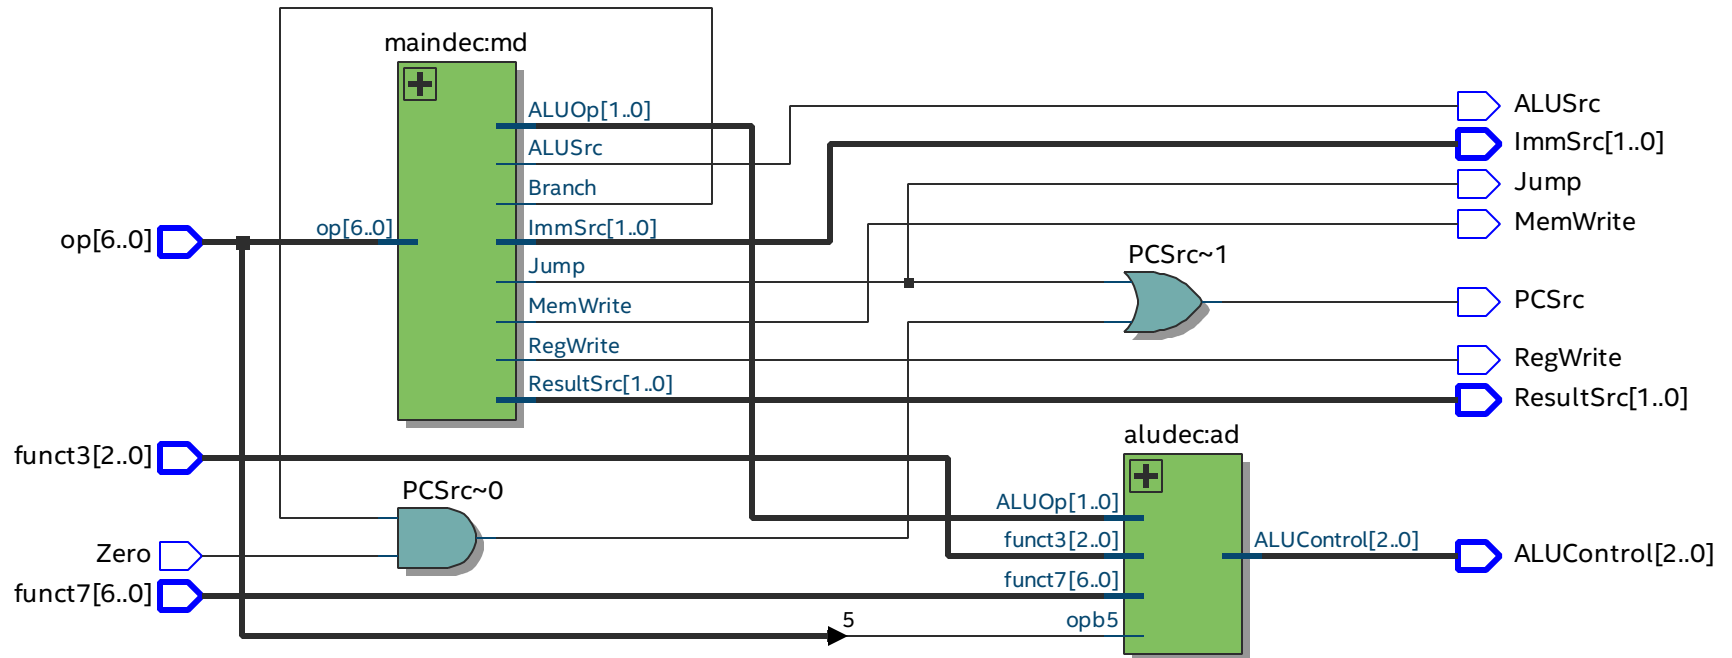 maindec:md
ALUOp[1..0]
ALUSrc
ALUSrc
ImmSrc[1..0]
Branch
Jump
MemWrite
op[6..0]
op[6..0]
ImmSrc[1..0]
PCSrc~1
Jump
MemWrite
PCSrc
RegWrite
RegWrite
ResultSrc[1..0]
ResultSrc[1..0]
funct3[2..0]
aludec:ad
PCSrc~0
ALUOp[1..0]
Zero
funct3[2..0]
ALUControl[2..0]
ALUControl[2..0]
funct7[6..0]
funct7[6..0]
5
opb5